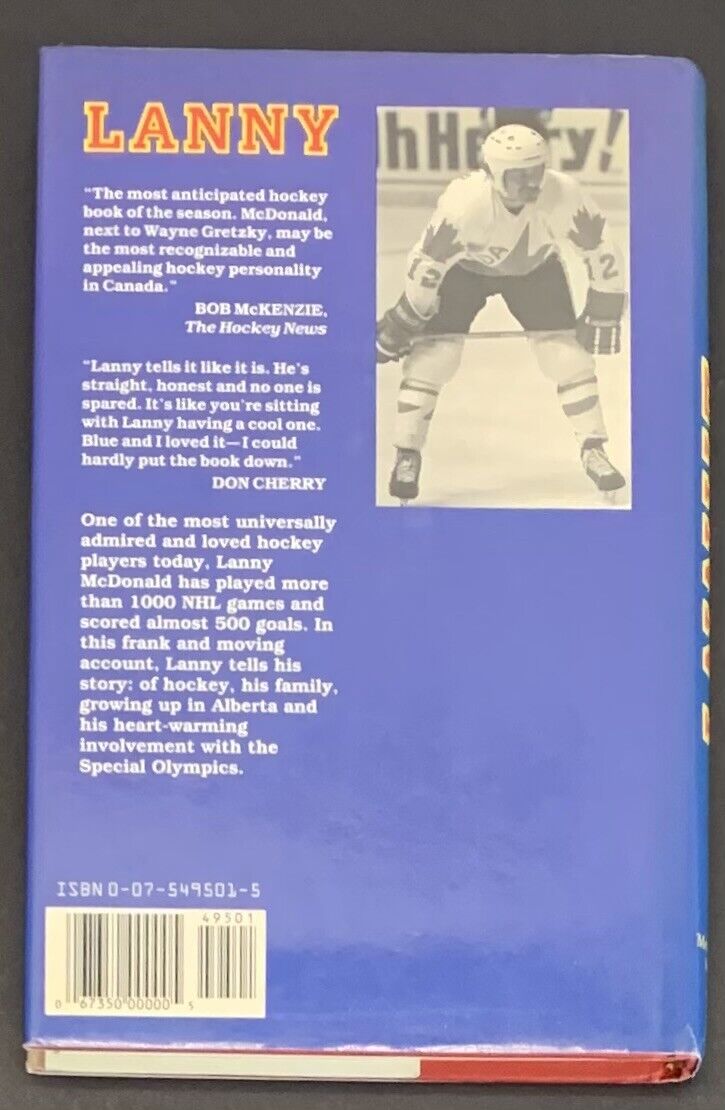 LANNY
"The most anticipated hockey
book of the season. McDonald,
next to Wayne Gretzky, may be
the most recognizable and
appealing hockey personality
in Canada."
BOB McKENZIE,
The Hockey News
"Lanny tells it like it is. He's
straight, honest and no one is
spared. It's like you're sitting
with Lanny having a cool one.
Blue and I loved it—I could
hardly put the book down."
DON CHERRY
One of the most universally
admired and loved hockey
players today, Lanny
McDonald has played more
than 1000 NHL games and
scored almost 500 goals. In
this frank and moving
account, Lanny tells his
story: of hockey, his family,
growing up in Alberta and
his heart-warming
involvement with the
Special Olympics.
h He ry!
DA
12 12
ISBN 0-07-549501-5
49501
0 67350 00000 5